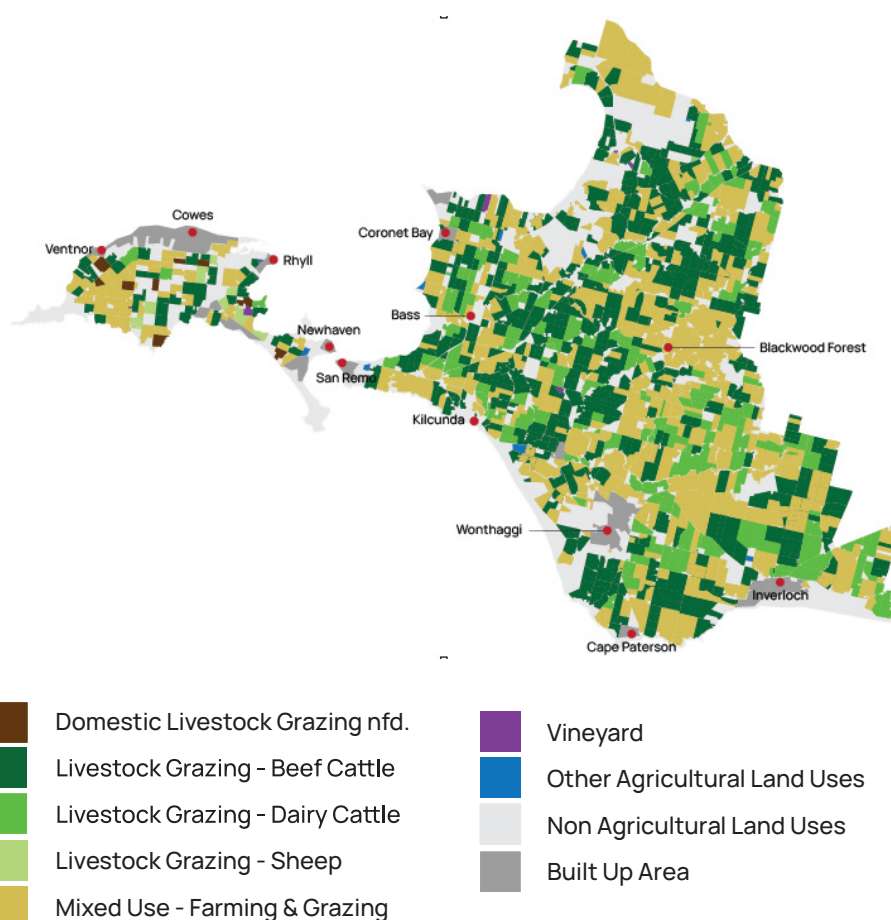 Cowes
Ventnor
Rhyll
Coronet Bay
Bass
Newhaven
San Remo
Blackwood Forest
Kilcunda
Wonthaggi
Inverloch
Cape Paterson
Domestic Livestock Grazing nfd.
Livestock Grazing - Beef Cattle
Livestock Grazing - Dairy Cattle
Livestock Grazing - Sheep
Mixed Use - Farming & Grazing
Vineyard
Other Agricultural Land Uses
Non Agricultural Land Uses
Built Up Area